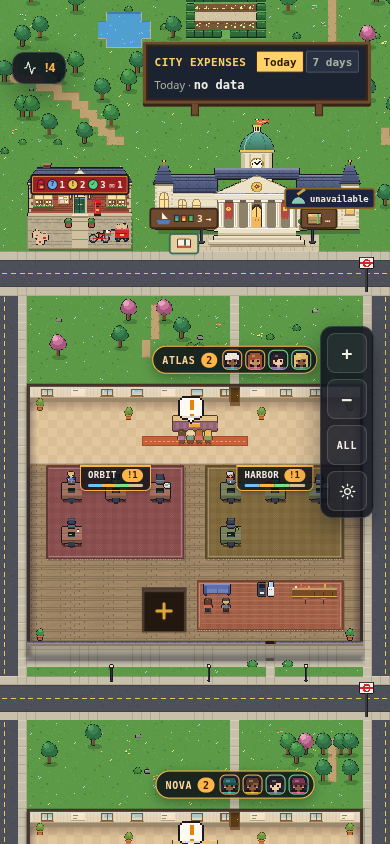 !4
CITY EXPENSES Today 7 days
Today · no data
? 1 ! 2 ✓ 3 ✉ 1
3 →
...
unavailable
ATLAS 2
+
−
ALL
!
ORBIT !1
HARBOR !1
+
NOVA 2
!